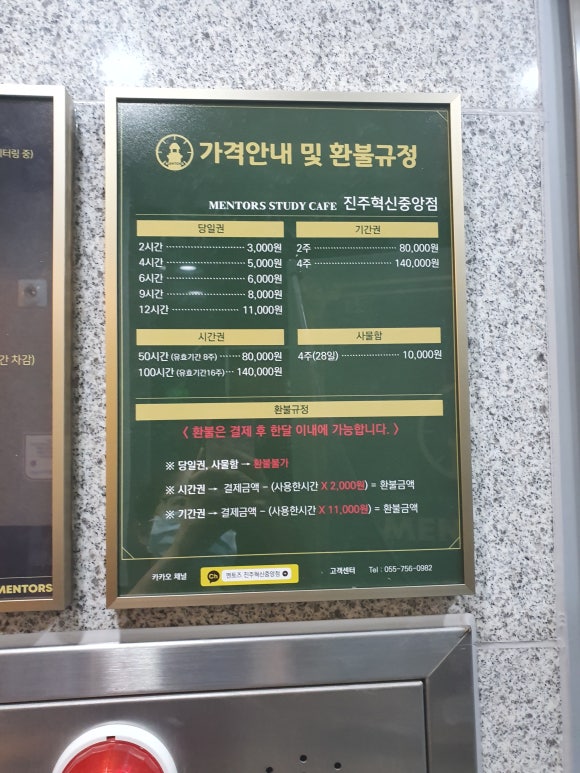 터링 중)
간 차감)
MENTORS
가격안내 및 환불규정
MENTORS STUDY CAFE 진주혁신중앙점
당일권
2시간 3,000원
4시간 5,000원
6시간 6,000원
9시간 8,000원
12시간 11,000원
기간권
2주 80,000원
4주 140,000원
시간권
50시간 (유효기간 8주) 80,000원
100시간 (유효기간16주) 140,000원
사물함
4주(28일) 10,000원
환불규정
< 환불은 결제 후 한달 이내에 가능합니다. >
※ 당일권, 사물함 → 환불불가
※ 시간권 → 결제금액 - (사용한시간 X 2,000원) = 환불금액
※ 기간권 → 결제금액 - (사용한시간 X 11,000원) = 환불금액
카카오 채널 Ch 멘토즈 진주혁신중앙점 고객센터 Tel : 055-756-0982